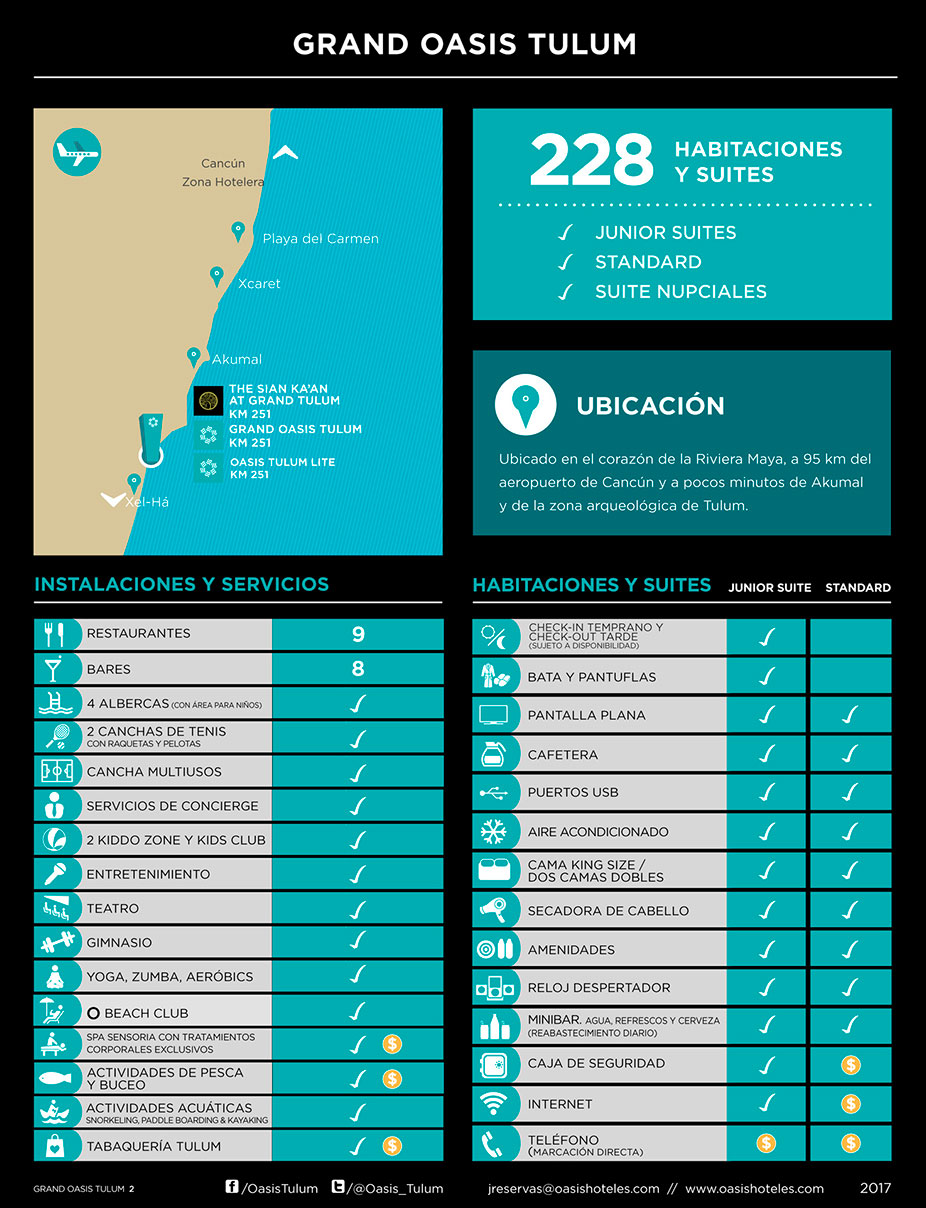 GRAND OASIS TULUM
Cancún
Zona Hotelera
Playa del Carmen
Xcaret
Akumal
THE SIAN KA'AN
AT GRAND TULUM
KM 251
GRAND OASIS TULUM
KM 251
OASIS TULUM LITE
KM 251
Xel-Há
228 HABITACIONES
Y SUITES
JUNIOR SUITES
STANDARD
SUITE NUPCIALES
UBICACIÓN
Ubicado en el corazón de la Riviera Maya, a 95 km del
aeropuerto de Cancún y a pocos minutos de Akumal
y de la zona arqueológica de Tulum.
INSTALACIONES Y SERVICIOS
RESTAURANTES 9
BARES 8
4 ALBERCAS (CON ÁREA PARA NIÑOS)
2 CANCHAS DE TENIS
CON RAQUETAS Y PELOTAS
CANCHA MULTIUSOS
SERVICIOS DE CONCIERGE
2 KIDDO ZONE Y KIDS CLUB
ENTRETENIMIENTO
TEATRO
GIMNASIO
YOGA, ZUMBA, AERÓBICS
O BEACH CLUB
SPA SENSORIA CON TRATAMIENTOS
CORPORALES EXCLUSIVOS $
ACTIVIDADES DE PESCA
Y BUCEO $
ACTIVIDADES ACUÁTICAS
SNORKELING, PADDLE BOARDING & KAYAKING
TABAQUERÍA TULUM $
HABITACIONES Y SUITES JUNIOR SUITE STANDARD
CHECK-IN TEMPRANO Y
CHECK-OUT TARDE
(SUJETO A DISPONIBILIDAD)
BATA Y PANTUFLAS
PANTALLA PLANA
CAFETERA
PUERTOS USB
AIRE ACONDICIONADO
CAMA KING SIZE /
DOS CAMAS DOBLES
SECADORA DE CABELLO
AMENIDADES
RELOJ DESPERTADOR
MINIBAR. AGUA, REFRESCOS Y CERVEZA
(REABASTECIMIENTO DIARIO)
CAJA DE SEGURIDAD $
INTERNET $
TELÉFONO
(MARCACIÓN DIRECTA) $ $
GRAND OASIS TULUM 2
/OasisTulum /@Oasis_Tulum
jreservas@oasishoteles.com // www.oasishoteles.com
2017